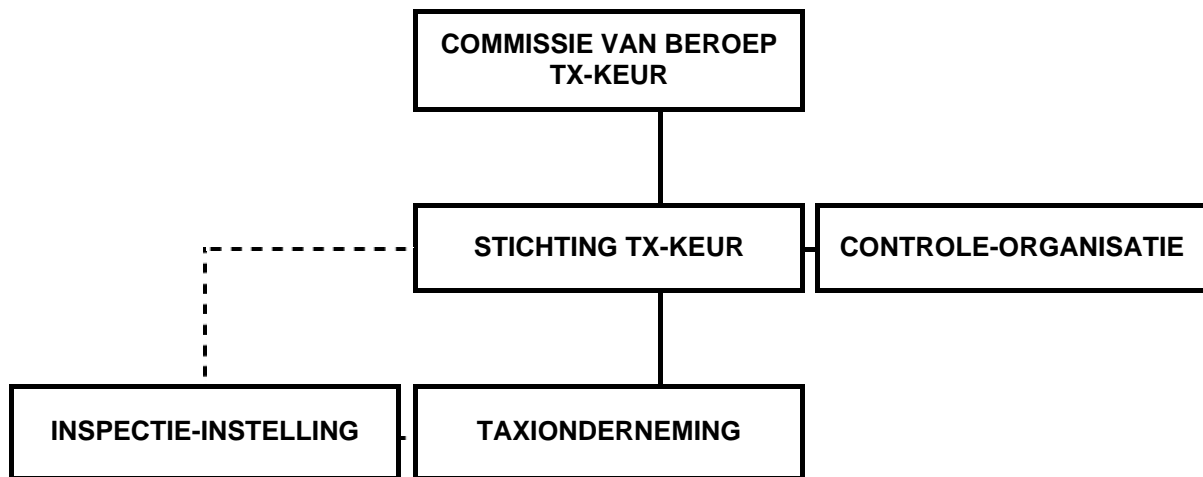 COMMISSIE VAN BEROEP
TX-KEUR
STICHTING TX-KEUR
CONTROLE-ORGANISATIE
INSPECTIE-INSTELLING
TAXIONDERNEMING